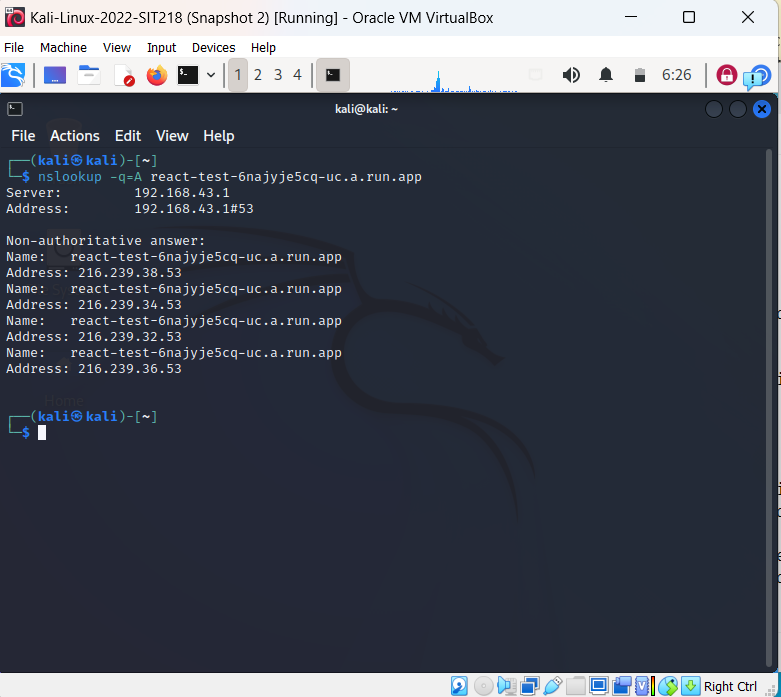 Kali-Linux-2022-SIT218 (Snapshot 2) [Running] - Oracle VM VirtualBox
File Machine View Input Devices Help
1 2 3 4 6:26
kali@kali: ~
File Actions Edit View Help
┌──(kali㉿kali)-[~]
└─$ nslookup -q=A react-test-6najyje5cq-uc.a.run.app
Server: 192.168.43.1
Address: 192.168.43.1#53
Non-authoritative answer:
Name: react-test-6najyje5cq-uc.a.run.app
Address: 216.239.38.53
Name: react-test-6najyje5cq-uc.a.run.app
Address: 216.239.34.53
Name: react-test-6najyje5cq-uc.a.run.app
Address: 216.239.32.53
Name: react-test-6najyje5cq-uc.a.run.app
Address: 216.239.36.53
Home
┌──(kali㉿kali)-[~]
└─$
Right Ctrl